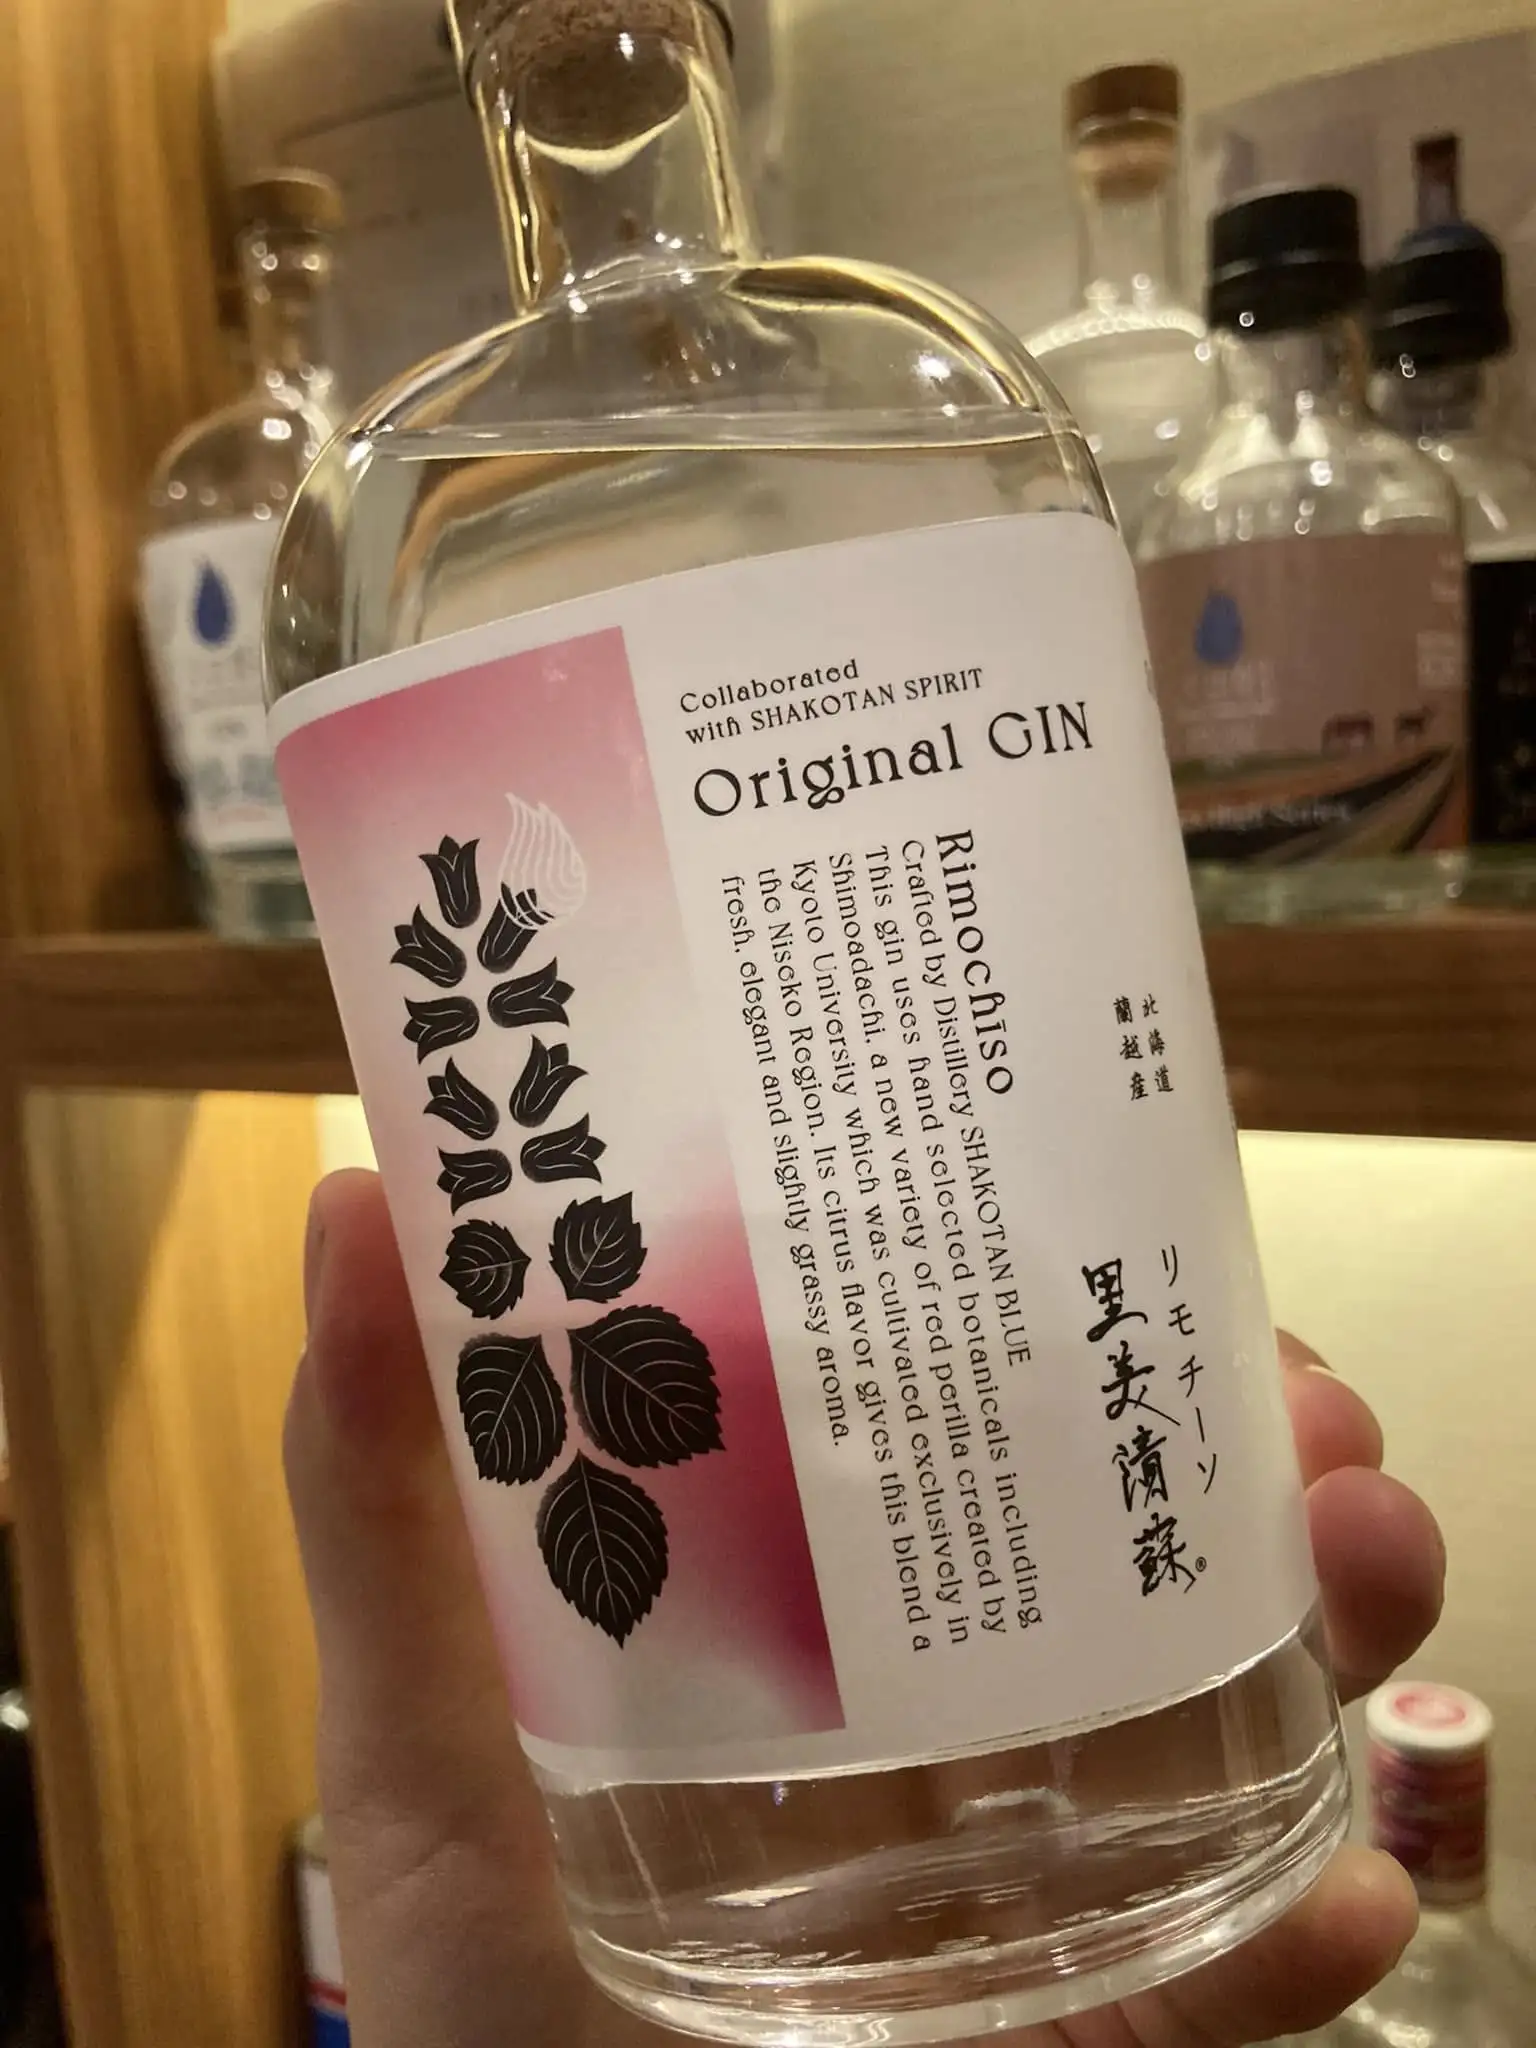 Collaborated
with SHAKOTAN SPIRIT
Original GIN
Rimochīso
Crafted by Distillery SHAKOTAN BLUE
This gin uses hand selected botanicals including
Shimoadachi, a new variety of red perilla created by
Kyoto University which was cultivated exclusively in
the Niseko Region. Its citrus flavor gives this blend a
fresh, elegant and slightly grassy aroma.
北海道
蘭越産
リモチーソ
里美漬蘇®